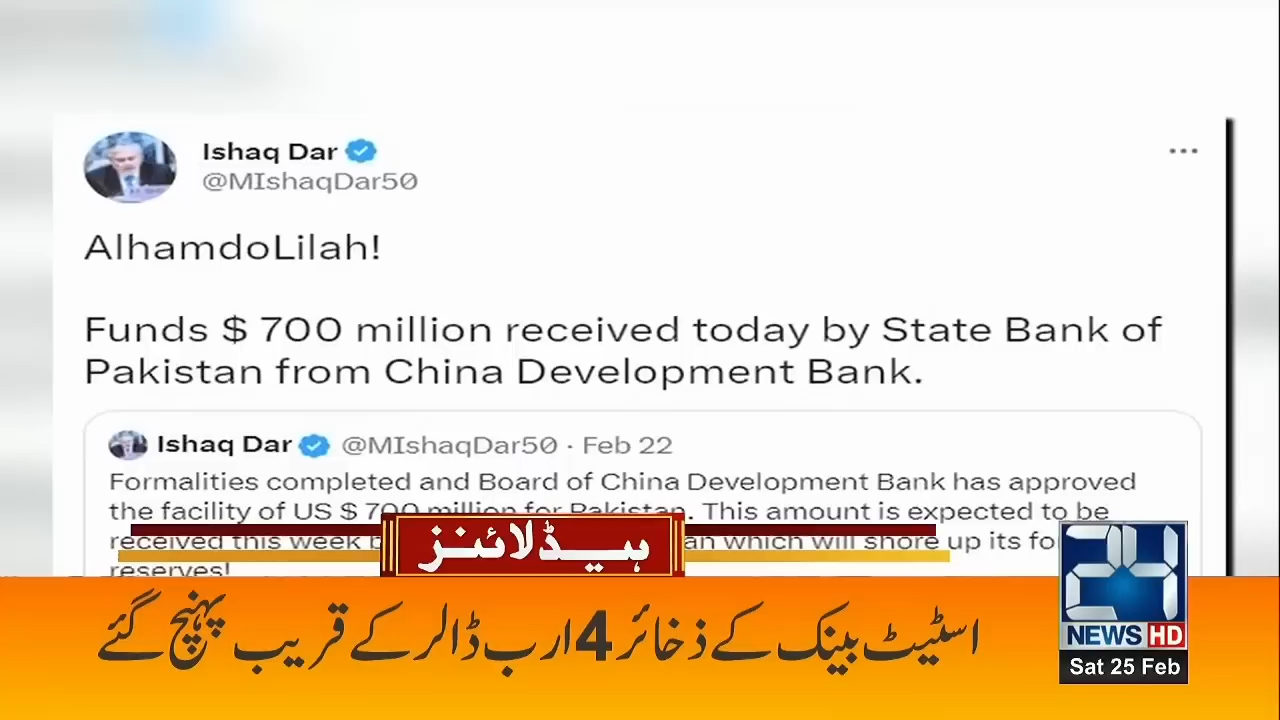 Ishaq Dar
@MIshaqDar50
AlhamdoLilah!
Funds $ 700 million received today by State Bank of
Pakistan from China Development Bank.
Ishaq Dar @MIshaqDar50 · Feb 22
Formalities completed and Board of China Development Bank has approved
the facility of US $ 700 million for Pakistan. This amount is expected to be
received this week which will shore up its
reserves!
ہیڈلائنز
اسٹیٹ بینک کے ذخائر 4 ارب ڈالر کے قریب پہنچ گئے
24
NEWS HD
Sat 25 Feb